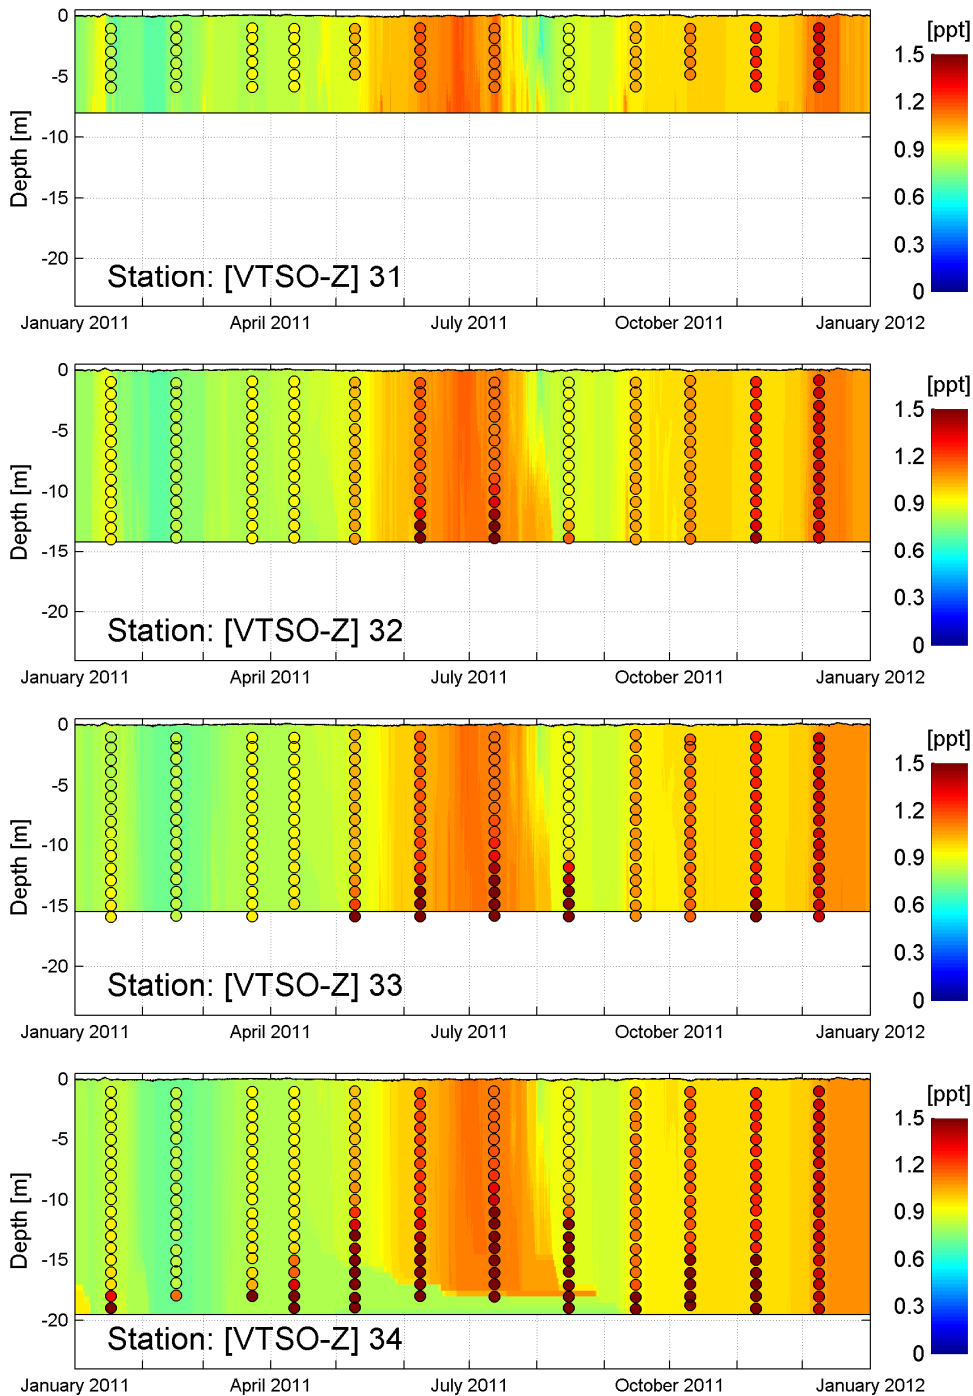 [ppt]
0
-5
-10
-15
-20
Depth [m]
1.5
1.2
0.9
0.6
0.3
0
Station: [VTSO-Z] 31
January 2011 April 2011 July 2011 October 2011 January 2012
[ppt]
0
-5
-10
-15
-20
Depth [m]
1.5
1.2
0.9
0.6
0.3
0
Station: [VTSO-Z] 32
January 2011 April 2011 July 2011 October 2011 January 2012
[ppt]
0
-5
-10
-15
-20
Depth [m]
1.5
1.2
0.9
0.6
0.3
0
Station: [VTSO-Z] 33
January 2011 April 2011 July 2011 October 2011 January 2012
[ppt]
0
-5
-10
-15
-20
Depth [m]
1.5
1.2
0.9
0.6
0.3
0
Station: [VTSO-Z] 34
January 2011 April 2011 July 2011 October 2011 January 2012